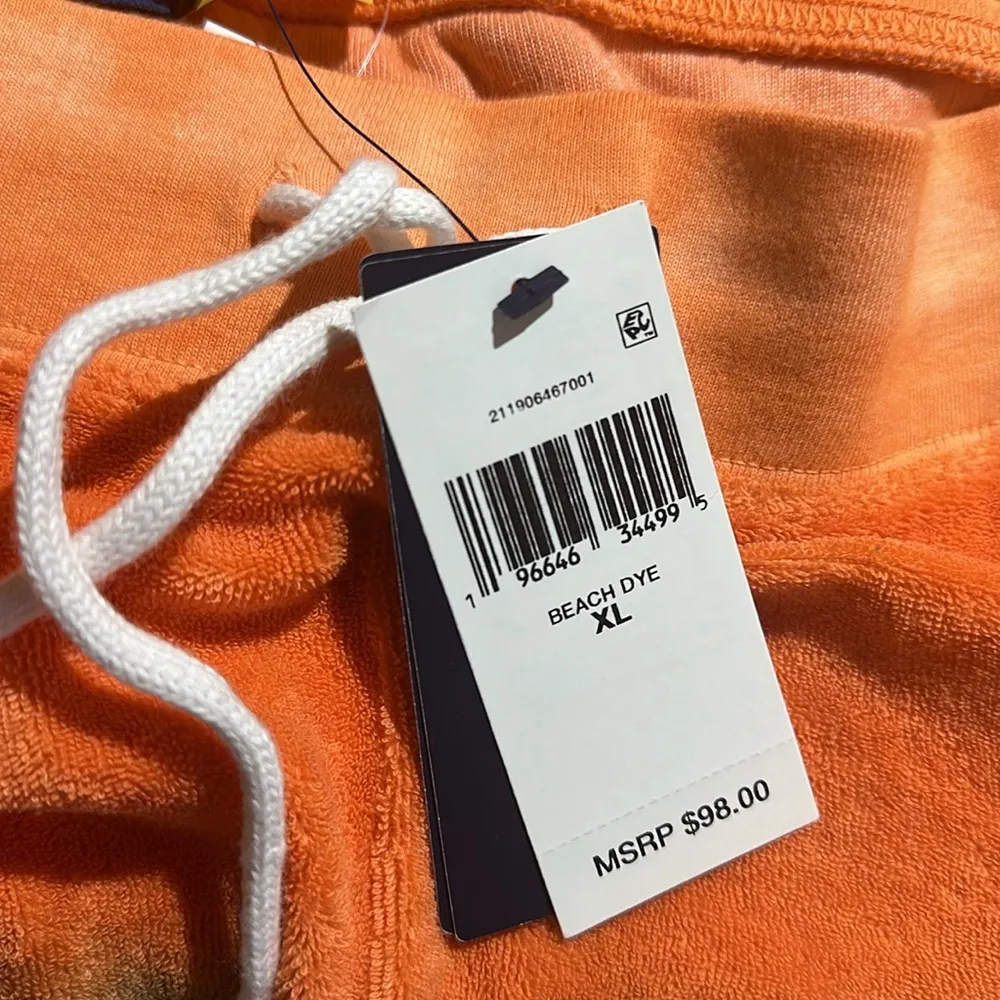 211906467001
1 96646 34499 5
BEACH DYE
XL
MSRP $98.00